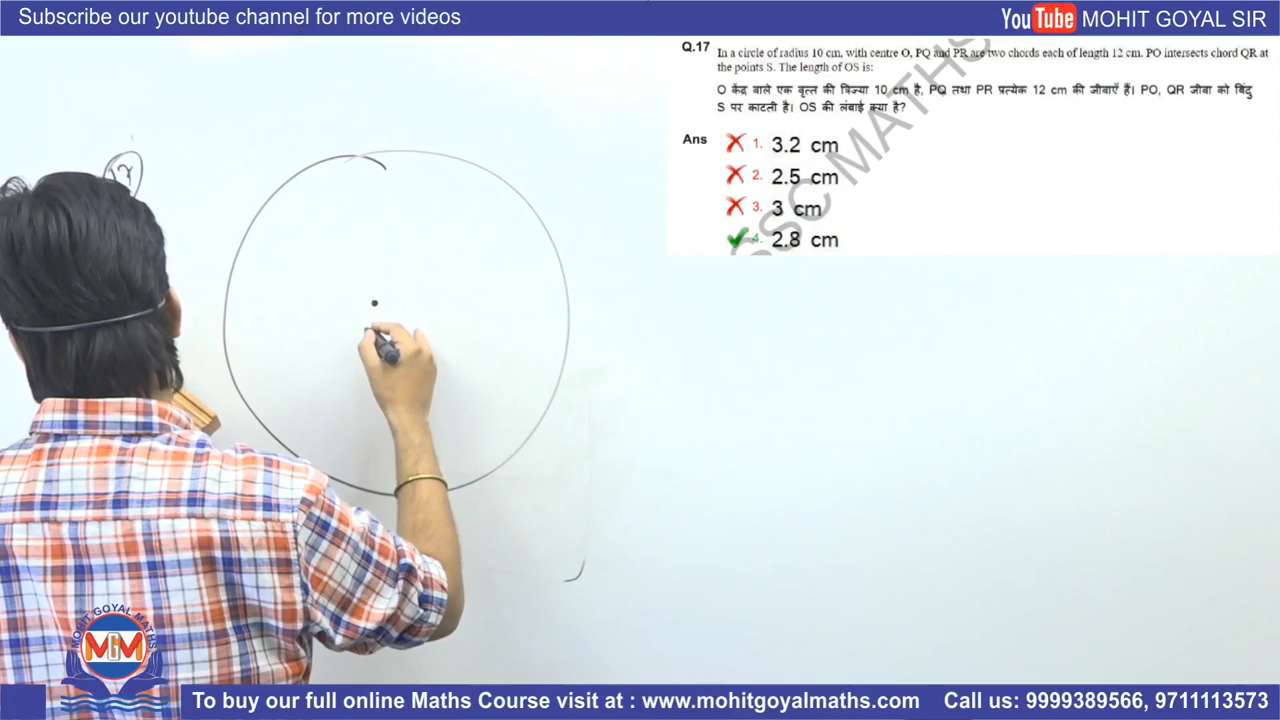 Subscribe our youtube channel for more videos
YouTube MOHIT GOYAL SIR
Q.17 In a circle of radius 10 cm, with centre O, PQ and PR are two chords each of length 12 cm. PO intersects chord QR at
the points S. The length of OS is:
O केंद्र वाले एक वृत्त की त्रिज्या 10 cm है, PQ तथा PR प्रत्येक 12 cm की जीवाएँ हैं। PO, QR जीवा को बिंदु
S पर काटती है। OS की लंबाई क्या है?
Ans
1. 3.2 cm
2. 2.5 cm
3. 3 cm
4. 2.8 cm
SSC MATHS
17
MOHIT GOYAL MATHS
MGM
To buy our full online Maths Course visit at : www.mohitgoyalmaths.com Call us: 9999389566, 9711113573